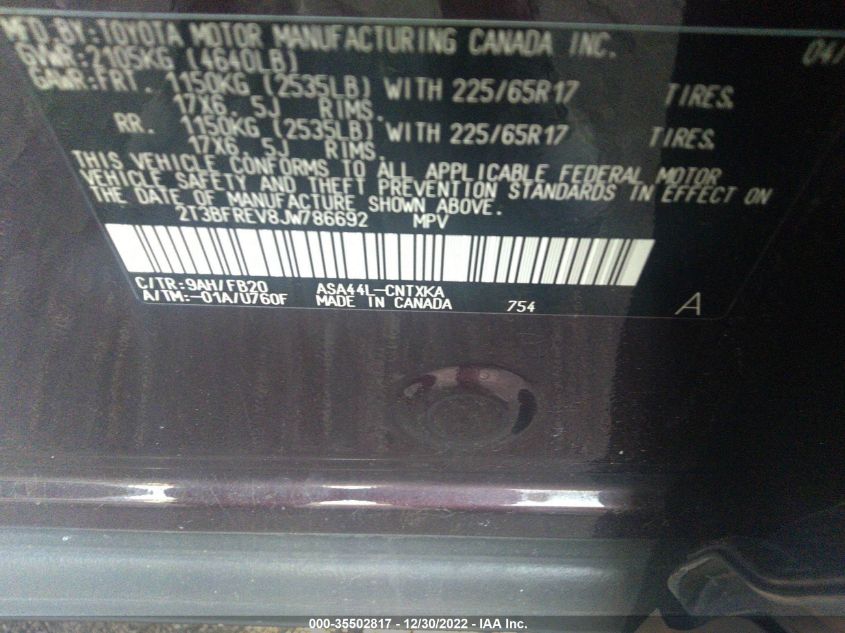 MFD.BY:TOYOTA MOTOR MANUFACTURING CANADA INC. 04/
GVWR:2105KG (4640LB)
GAWR:FRT. 1150KG (2535LB) WITH 225/65R17 TIRES
17X6.5J RIMS.
RR. 1150KG (2535LB) WITH 225/65R17 TIRES
17X6.5J RIMS.
THIS VEHICLE CONFORMS TO ALL APPLICABLE FEDERAL MOTOR
VEHICLE SAFETY AND THEFT PREVENTION STANDARDS IN EFFECT ON
THE DATE OF MANUFACTURE SHOWN ABOVE.
2T3BFREV8JW786692 MPV
C/TR:9AH/FB20 ASA44L-CNTXKA
A/TM:-01A/U760F MADE IN CANADA 754 A
000-35502817 - 12/30/2022 - IAA Inc.